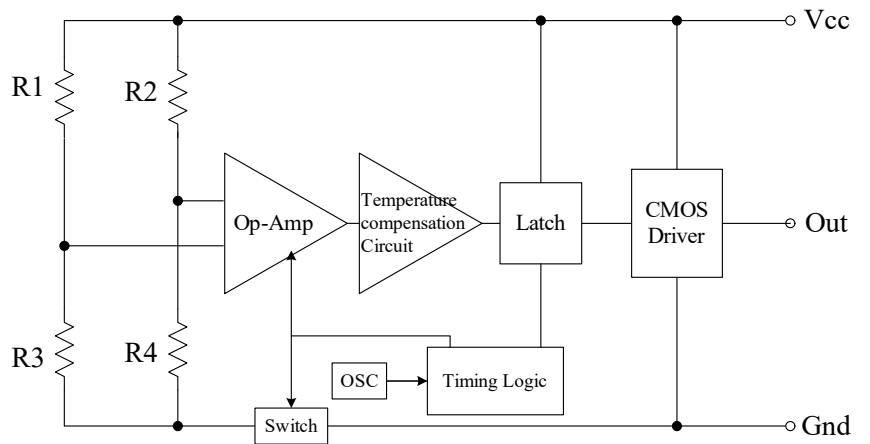 Vcc
R1
R2
Temperature
compensation
Circuit
Op-Amp
Latch
CMOS
Driver
Out
R3
R4
OSC
Timing Logic
Switch
Gnd